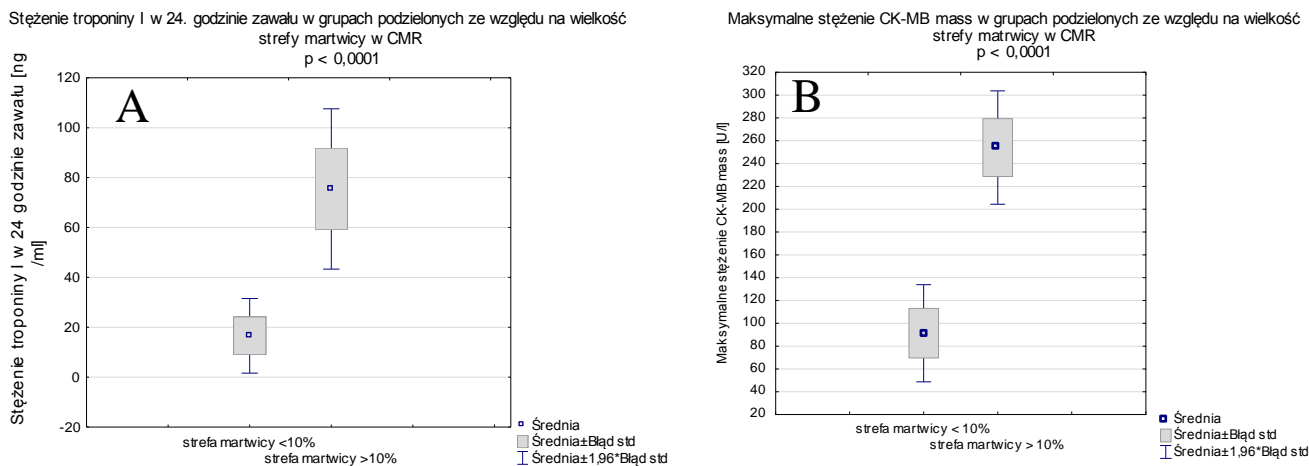 Stężenie troponiny I w 24. godzinie zawału w grupach podzielonych ze względu na wielkość
strefy martwicy w CMR
p < 0,0001
A
Stężenie troponiny I w 24 godzinie zawału [ng
/ml]
120
100
80
60
40
20
0
-20
strefa martwicy <10%
strefa martwicy >10%
Średnia
Średnia±Błąd std
Średnia±1,96*Błąd std
Maksymalne stężenie CK-MB mass w grupach podzielonych ze względu na wielkość
strefy matrwicy w CMR
p < 0,0001
B
Maksymalne stężenie CK-MB mass [U/l]
320
300
280
260
240
220
200
180
160
140
120
100
80
60
40
20
strefa martwicy < 10%
strefa martwicy > 10%
Średnia
Średnia±Błąd std
Średnia±1,96*Błąd std